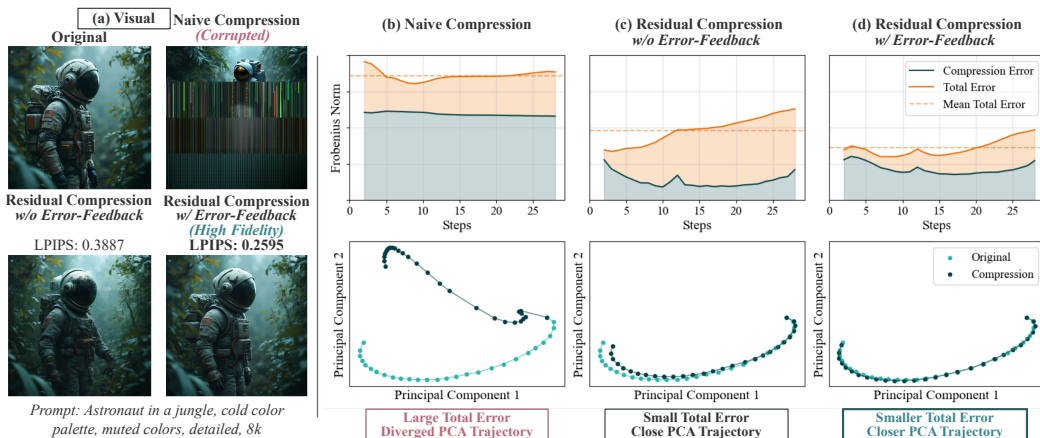 (a) Visual
Original
Naive Compression
(Corrupted)
Residual Compression
w/o Error-Feedback
LPIPS: 0.3887
Residual Compression
w/ Error-Feedback
(High Fidelity)
LPIPS: 0.2595
Prompt: Astronaut in a jungle, cold color
palette, muted colors, detailed, 8k
(b) Naive Compression
Frobenius Norm
0 5 10 15 20 25
Steps
Principal Component 2
Principal Component 1
Large Total Error
Diverged PCA Trajectory
(c) Residual Compression
w/o Error-Feedback
0 5 10 15 20 25
Steps
Principal Component 2
Principal Component 1
Small Total Error
Close PCA Trajectory
(d) Residual Compression
w/ Error-Feedback
Compression Error
Total Error
Mean Total Error
0 5 10 15 20 25
Steps
Original
Compression
Principal Component 2
Principal Component 1
Smaller Total Error
Closer PCA Trajectory